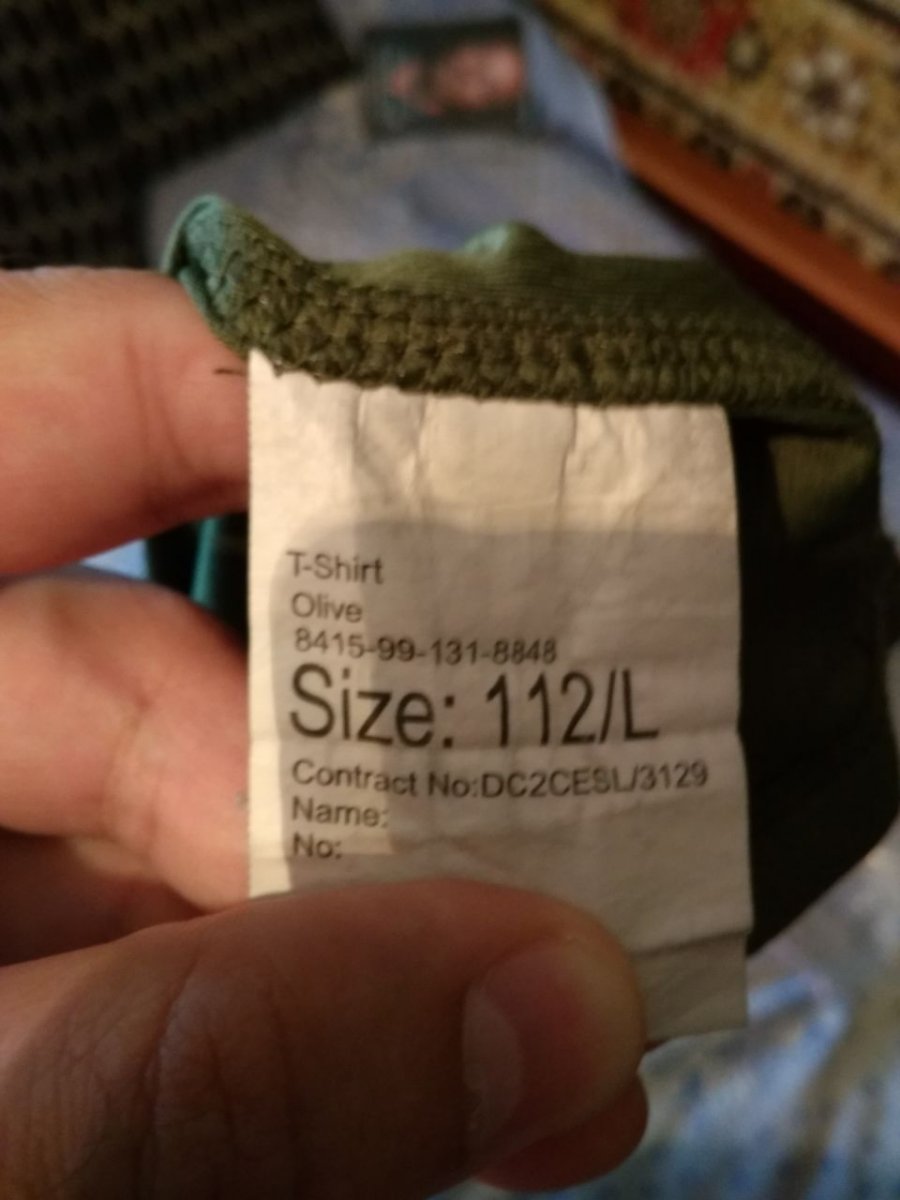 T-Shirt
Olive
8415-99-131-8848
Size: 112/L
Contract No:DC2CESL/3129
Name:
No: